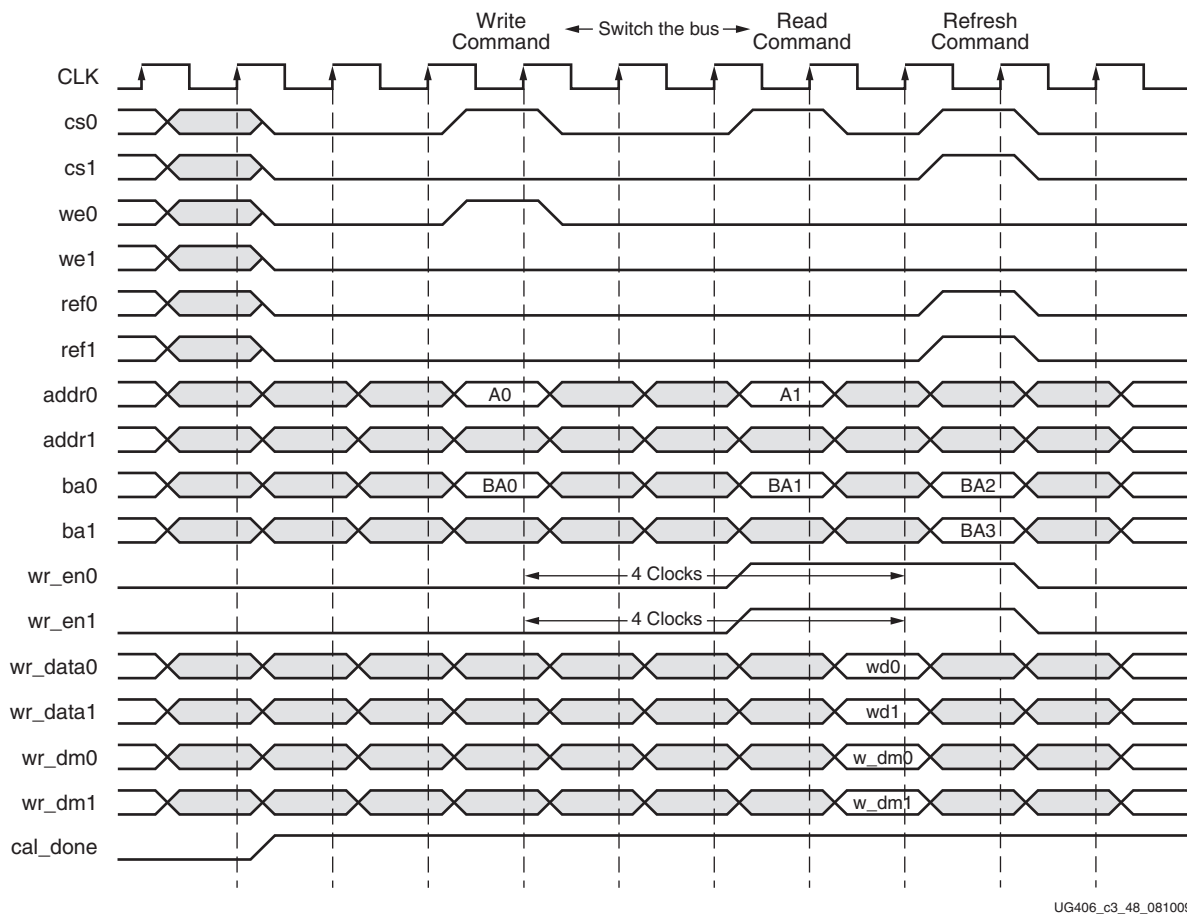 Write
Command
Switch the bus
Read
Command
Refresh
Command
CLK
cs0
cs1
we0
we1
ref0
ref1
addr0 A0 A1
addr1
ba0 BA0 BA1 BA2
ba1 BA3
wr_en0 4 Clocks
wr_en1 4 Clocks
wr_data0 wd0
wr_data1 wd1
wr_dm0 w_dm0
wr_dm1 w_dm1
cal_done
UG406_c3_48_081009